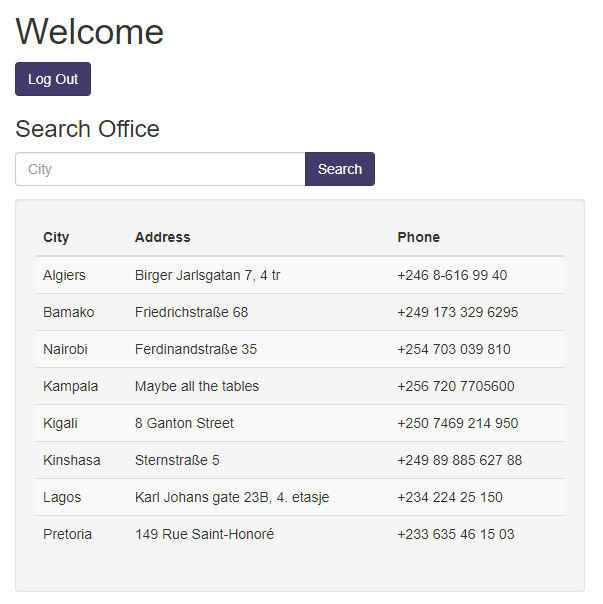 Welcome
Log Out
Search Office
City Search
City Address Phone
Algiers Birger Jarlsgatan 7, 4 tr +246 8-616 99 40
Bamako Friedrichstraße 68 +249 173 329 6295
Nairobi Ferdinandstraße 35 +254 703 039 810
Kampala Maybe all the tables +256 720 7705600
Kigali 8 Ganton Street +250 7469 214 950
Kinshasa Sternstraße 5 +249 89 885 627 88
Lagos Karl Johans gate 23B, 4. etasje +234 224 25 150
Pretoria 149 Rue Saint-Honoré +233 635 46 15 03